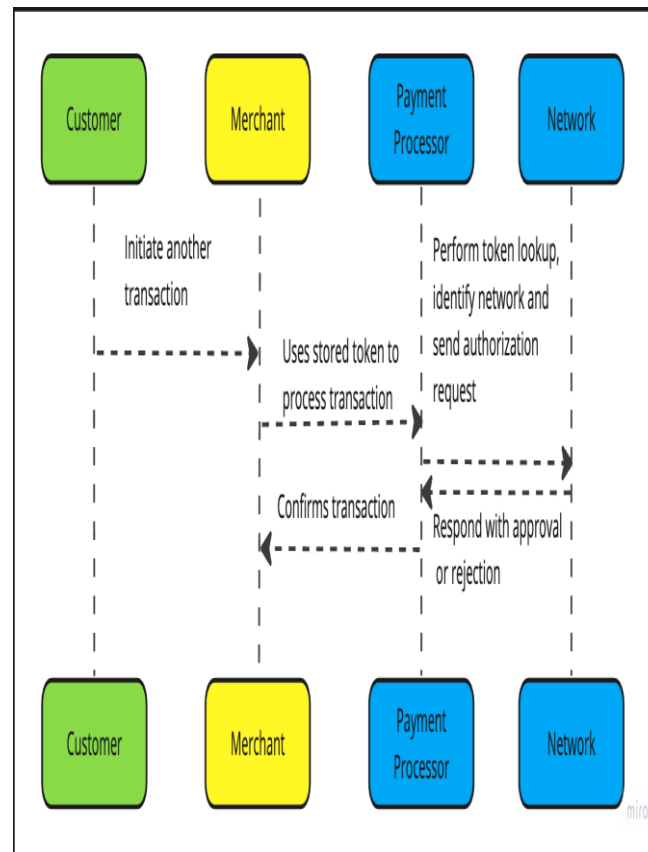 Customer
Merchant
Payment
Processor
Network
Initiate another
transaction
Perform token lookup,
identify network and
send authorization
request
Uses stored token to
process transaction
Confirms transaction
Respond with approval
or rejection
Customer
Merchant
Payment
Processor
Network
miro